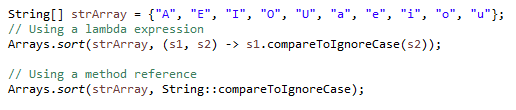 String[] strArray = {"A", "E", "I", "O", "U", "a", "e", "i", "o", "u"};
// Using a lambda expression
Arrays.sort(strArray, (s1, s2) -> s1.compareToIgnoreCase(s2));
// Using a method reference
Arrays.sort(strArray, String::compareToIgnoreCase);